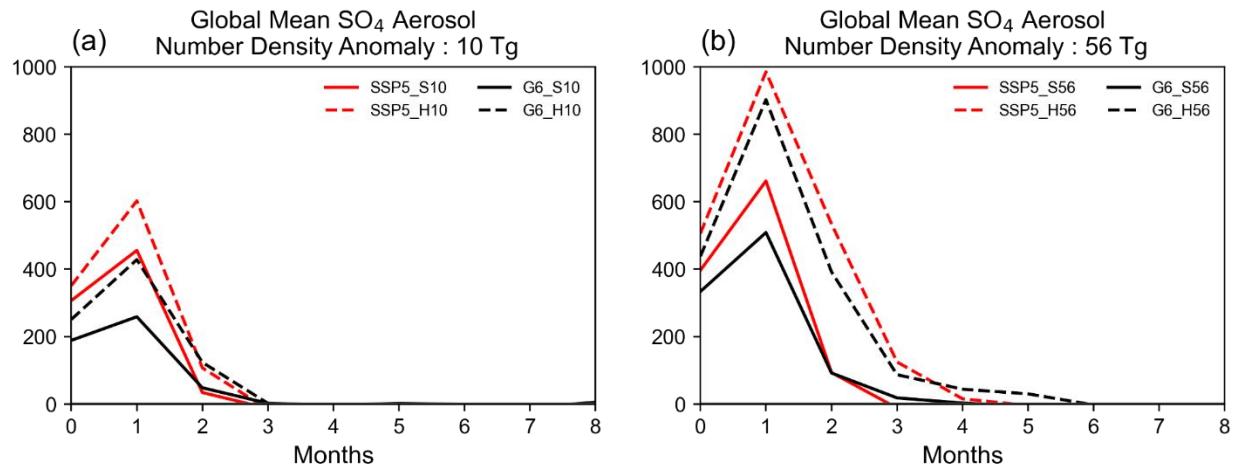 Global Mean SO₄ Aerosol
(a) Number Density Anomaly : 10 Tg
1000
800
600
400
200
0
SSP5_S10 G6_S10
SSP5_H10 G6_H10
0 1 2 3 4 5 6 7 8
Months
Global Mean SO₄ Aerosol
(b) Number Density Anomaly : 56 Tg
1000
800
600
400
200
0
SSP5_S56 G6_S56
SSP5_H56 G6_H56
0 1 2 3 4 5 6 7 8
Months